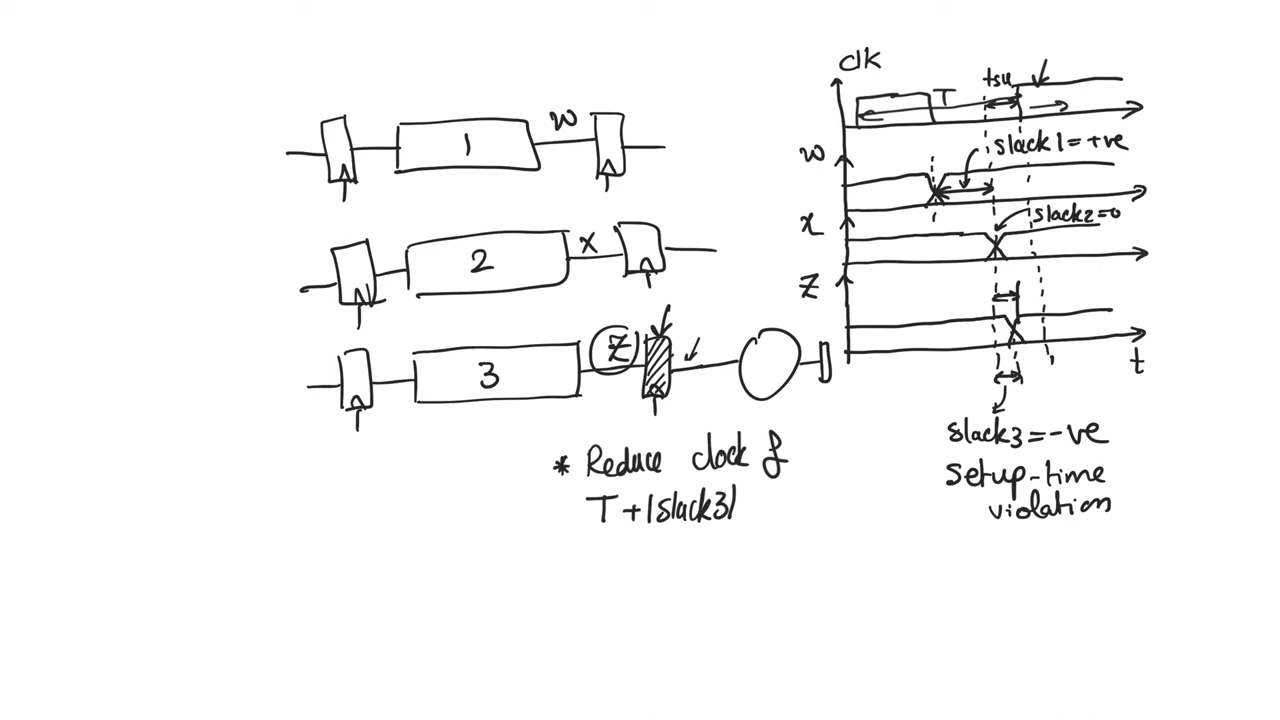 clk
tsu
T
1
w
slack1=+ve
w
x
slack2=0
2
x
z
3
z
t
slack3=-ve
* Reduce clock f
setup-time
T+|slack3|
violation